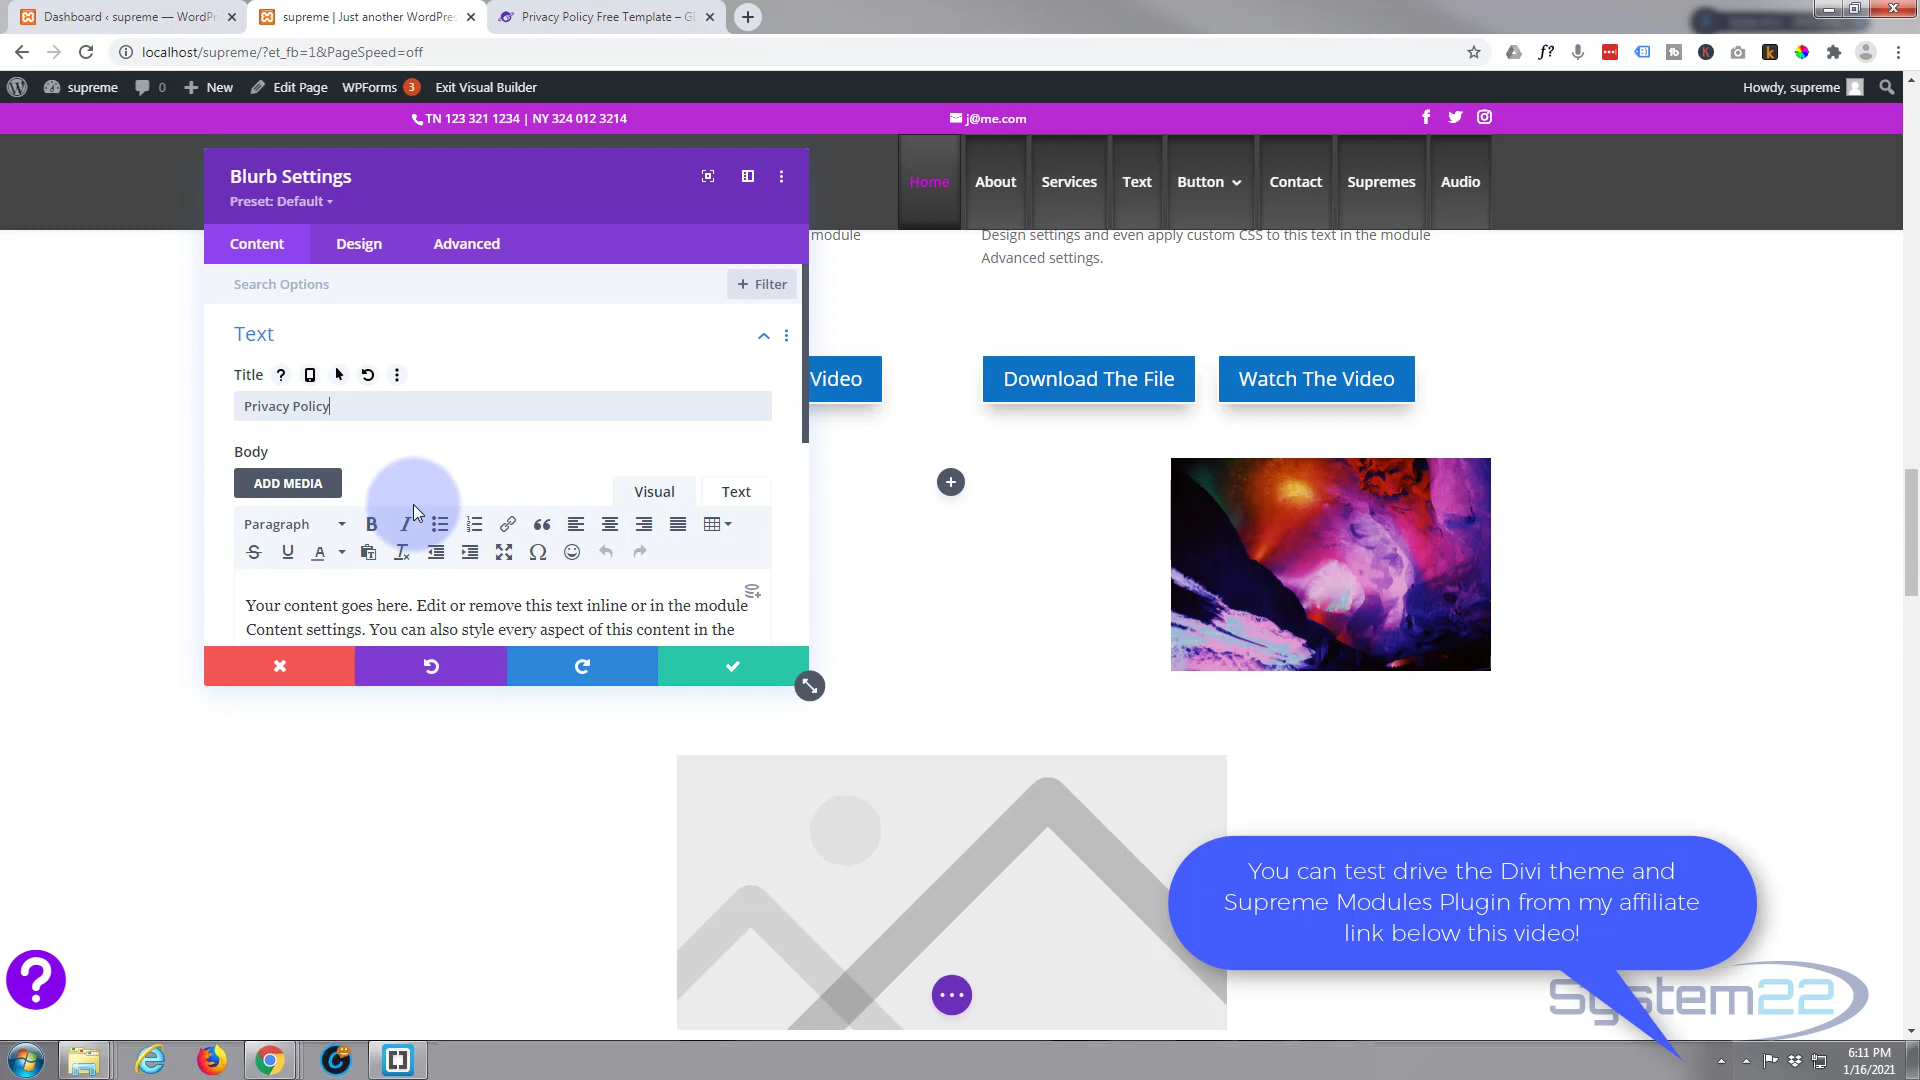 Dashboard ‹ supreme — WordPr
supreme | Just another WordPres
Privacy Policy Free Template – GD
localhost/supreme/?et_fb=1&PageSpeed=off
supreme 0 New Edit Page WPForms 3 Exit Visual Builder Howdy, supreme
TN 123 321 1234 | NY 324 012 3214 j@me.com
Home About Services Text Button Contact Supremes Audio
Blurb Settings
Preset: Default
Content Design Advanced
Search Options + Filter
Text
Title
Privacy Policy
Body
ADD MEDIA
Visual Text
Paragraph
Your content goes here. Edit or remove this text inline or in the module
Content settings. You can also style every aspect of this content in the
module
Design settings and even apply custom CSS to this text in the module
Advanced settings.
Video Download The File Watch The Video
You can test drive the Divi theme and
Supreme Modules Plugin from my affiliate
link below this video!
System22
6:11 PM
1/16/2021